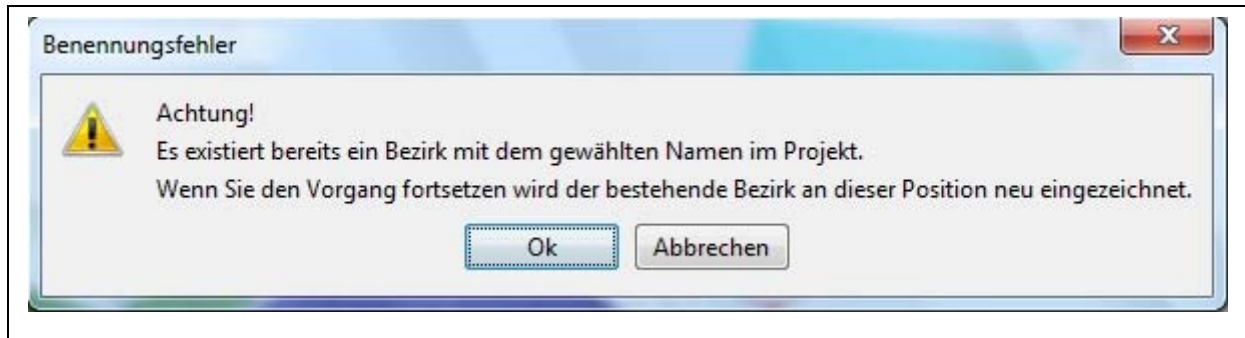 Benennungsfehler
Achtung!
Es existiert bereits ein Bezirk mit dem gewählten Namen im Projekt.
Wenn Sie den Vorgang fortsetzen wird der bestehende Bezirk an dieser Position neu eingezeichnet.
Ok Abbrechen